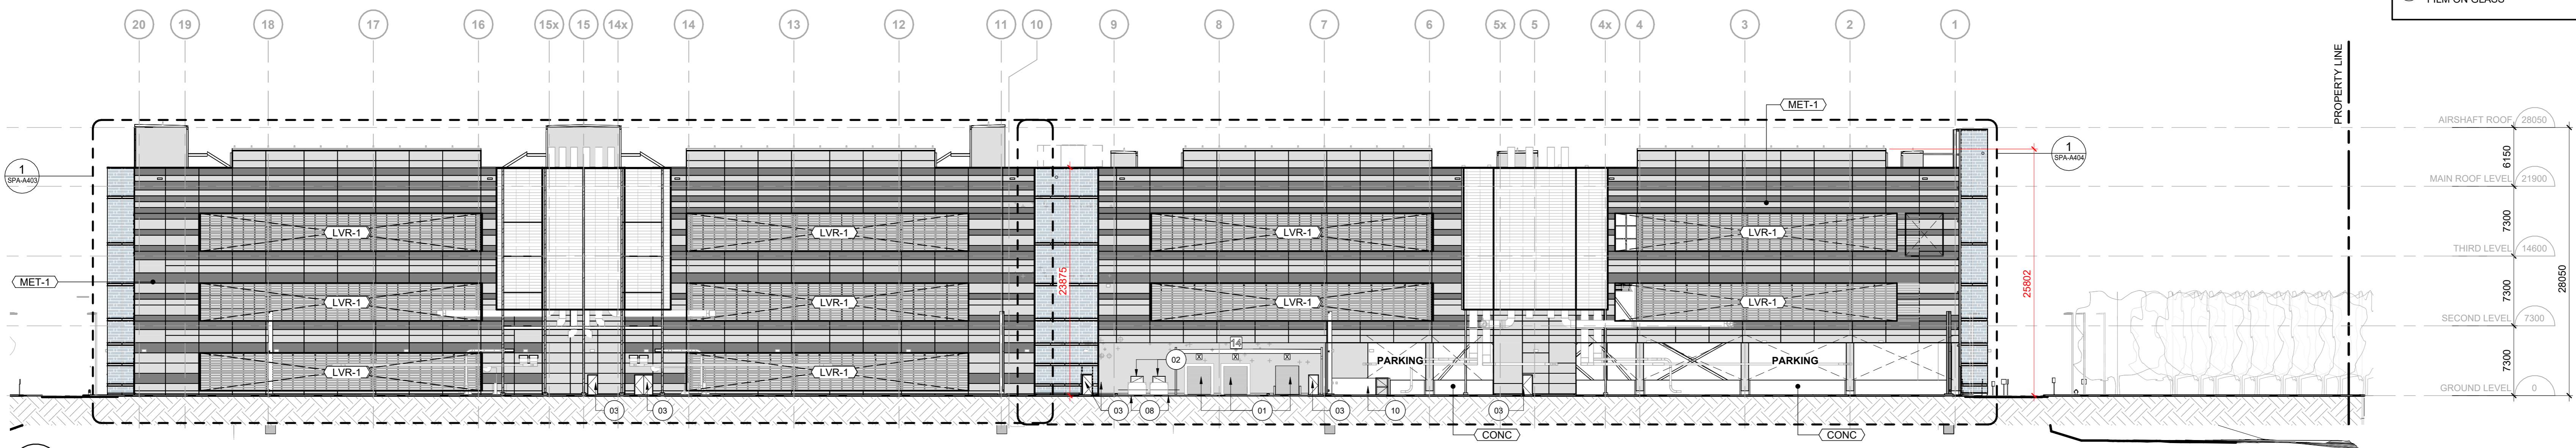 FILM ON GLASS
20 19 18 17 16 15x 15 14x 14 13 12 11 10 9 8 7 6 5x 5 4x 4 3 2 1
PROPERTY LINE
MET-1
AIRSHAFT ROOF 28050
6150
1
SPA-A403
1
SPA-A404
MAIN ROOF LEVEL 21900
7300
LVR-1 LVR-1 LVR-1 LVR-1
THIRD LEVEL 14600
MET-1
23875
25802
7300
28050
LVR-1 LVR-1 LVR-1 LVR-1
SECOND LEVEL 7300
14
02
PARKING PARKING
7300
LVR-1 LVR-1
GROUND LEVEL 0
03 03 03 08 01 03 10 03
CONC CONC